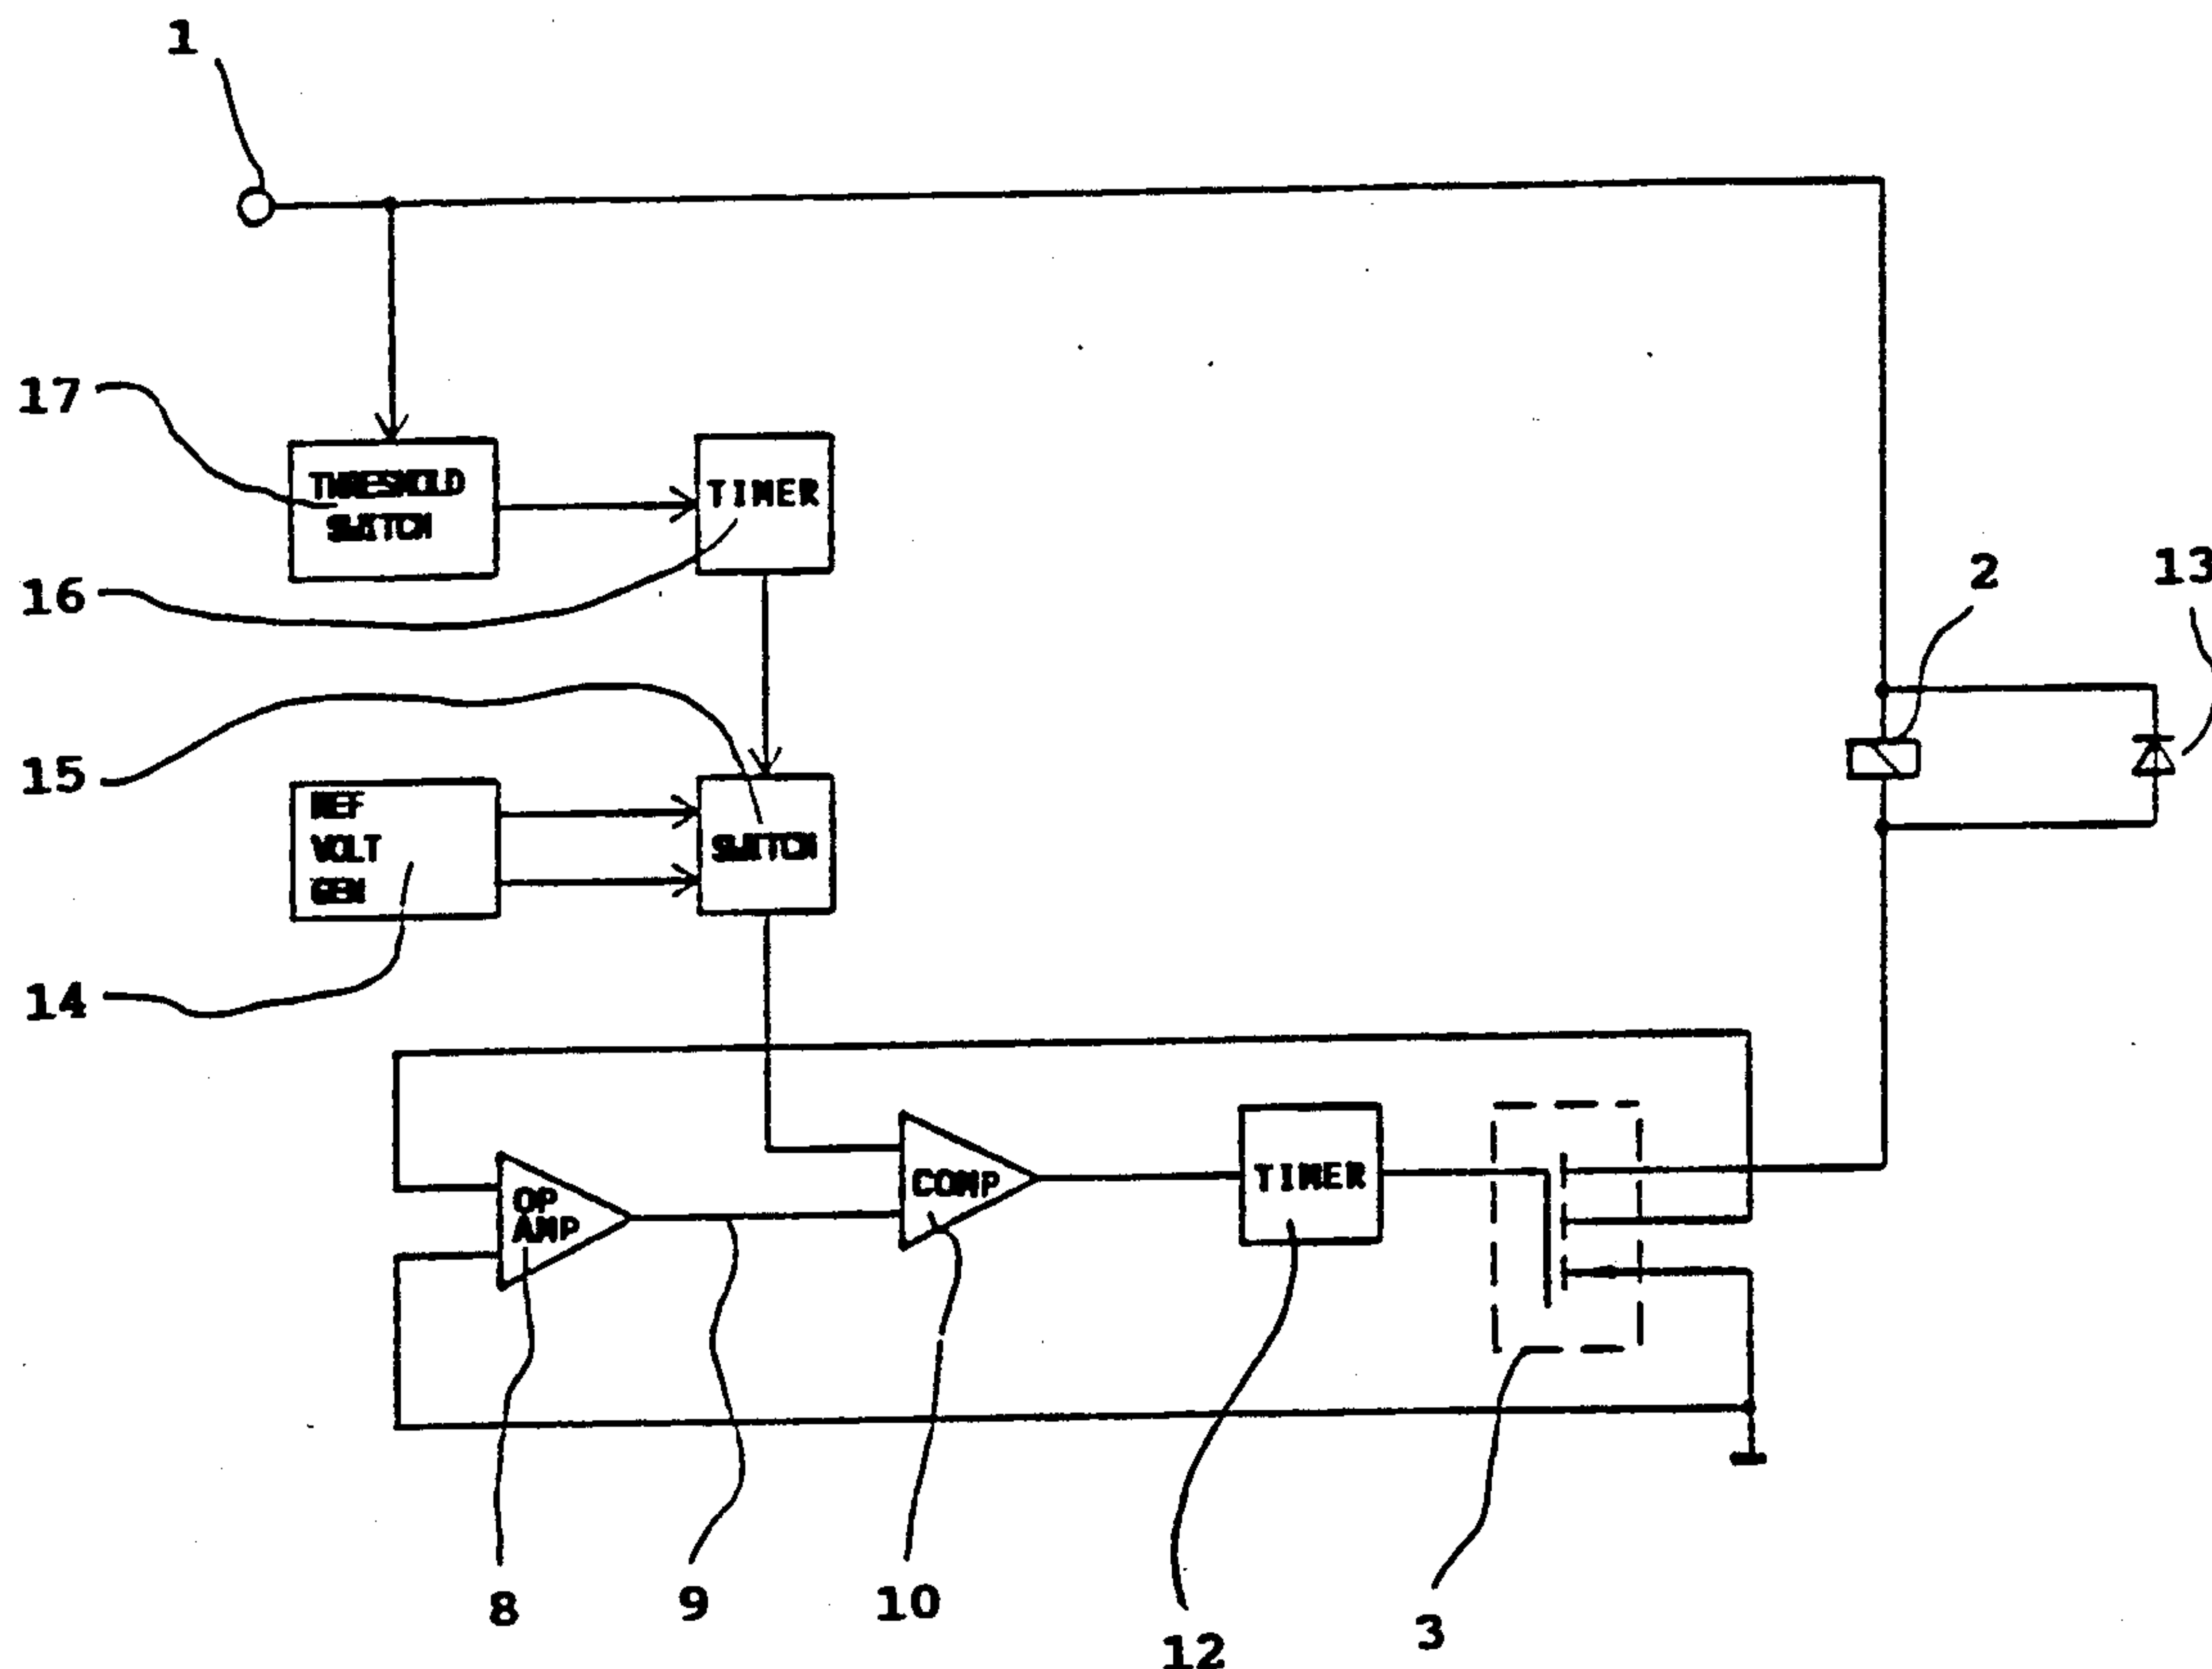 1
17
THRESHOLD
SWITCH
TIMER
16
2
13
15
REF
VOLT
GEN
SWITCH
14
OP
AMP
COMP
TIMER
8
9
10
12
3